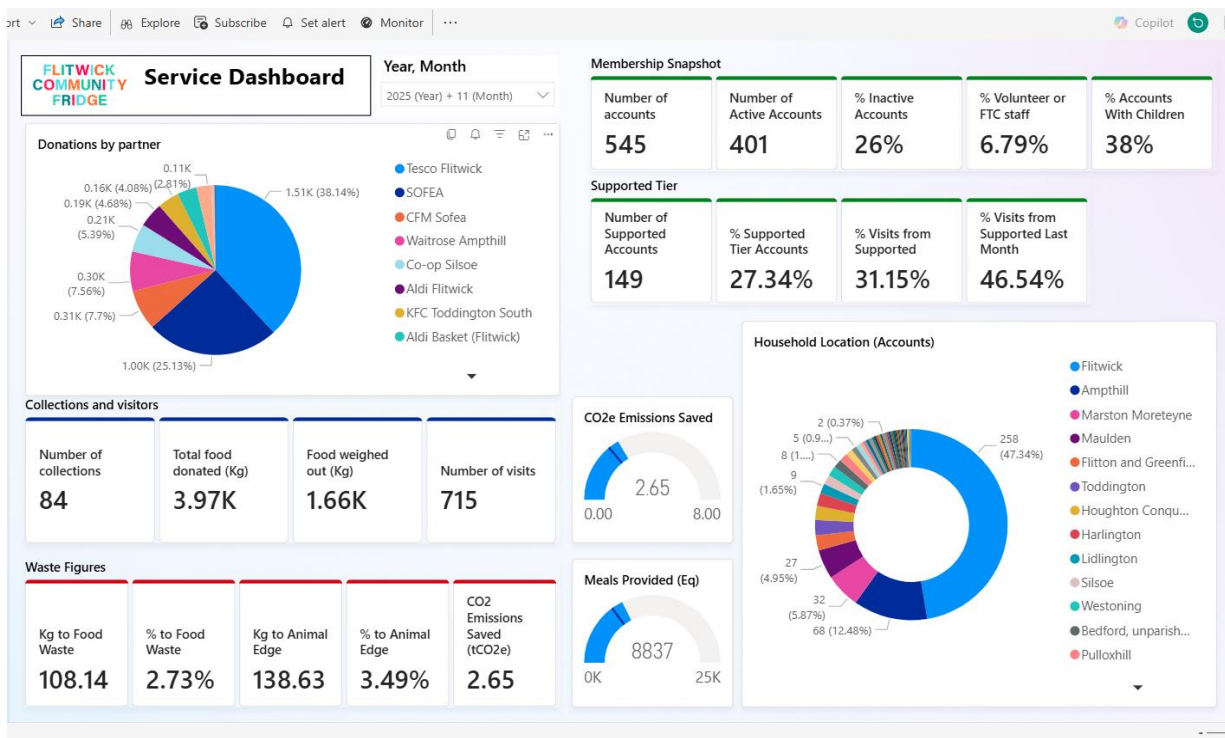 ort
Share
Explore
Subscribe
Set alert
Monitor
...
Copilot
FLITWICK
COMMUNITY
FRIDGE
Service Dashboard
Year, Month
2025 (Year) + 11 (Month)
Donations by partner
0.11K
(2.81%)
0.16K (4.08%)
0.19K (4.68%)
0.21K
(5.39%)
0.30K
(7.56%)
0.31K (7.7%)
1.00K (25.13%)
1.51K (38.14%)
Tesco Flitwick
SOFEA
CFM Sofea
Waitrose Ampthill
Co-op Silsoe
Aldi Flitwick
KFC Toddington South
Aldi Basket (Flitwick)
Membership Snapshot
Number of
accounts
545
Number of
Active Accounts
401
% Inactive
Accounts
26%
% Volunteer or
FTC staff
6.79%
% Accounts
With Children
38%
Supported Tier
Number of
Supported
Accounts
149
% Supported
Tier Accounts
27.34%
% Visits from
Supported
31.15%
% Visits from
Supported Last
Month
46.54%
Collections and visitors
Number of
collections
84
Total food
donated (Kg)
3.97K
Food weighed
out (Kg)
1.66K
Number of visits
715
CO2e Emissions Saved
2.65
0.00
8.00
Waste Figures
Kg to Food
Waste
108.14
% to Food
Waste
2.73%
Kg to Animal
Edge
138.63
% to Animal
Edge
3.49%
CO2
Emissions
Saved
(tCO2e)
2.65
Meals Provided (Eq)
8837
0K
25K
Household Location (Accounts)
2 (0.37%)
5 (0.9...)
8 (1....)
9
(1.65%)
27
(4.95%)
32
(5.87%)
68 (12.48%)
258
(47.34%)
Flitwick
Ampthill
Marston Moreteyne
Maulden
Flitton and Greenfi...
Toddington
Houghton Conqu...
Harlington
Lidlington
Silsoe
Westoning
Bedford, unparish...
Pulloxhill